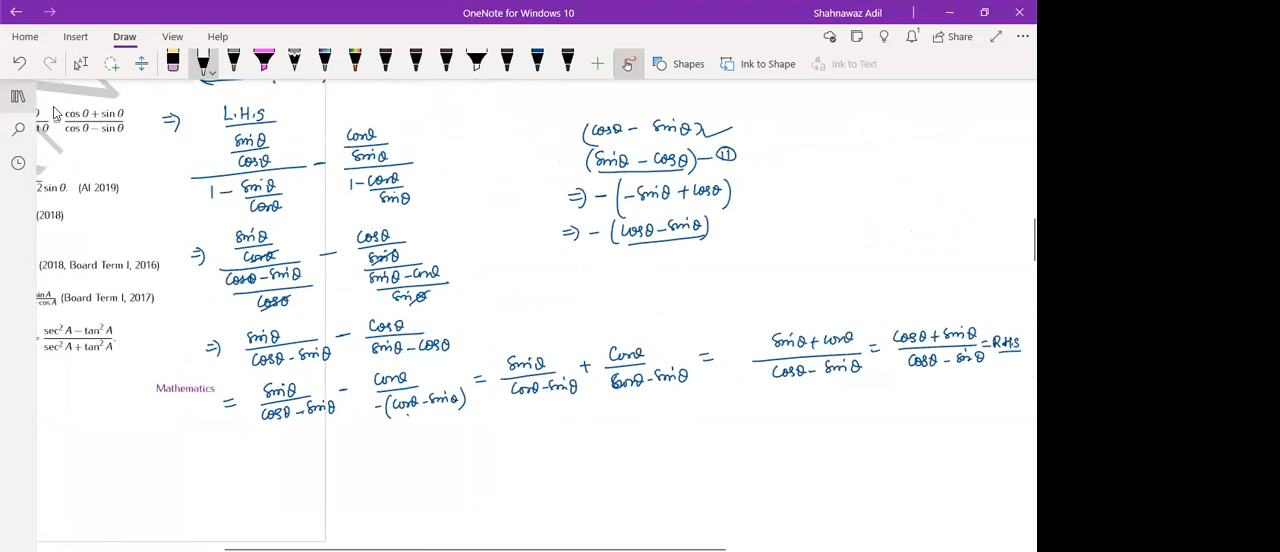 OneNote for Windows 10
Shahnawaz Adil
Home Insert Draw View Help
Share
Shapes Ink to Shape Ink to Text
cos θ + sin θ
cos θ − sin θ
2 sin θ. (AI 2019)
(2018)
(2018, Board Term I, 2016)
sin A
cos A (Board Term I, 2017)
= sec² A − tan² A
sec² A + tan² A
Mathematics
⇒ L.H.S
sinθ/cosθ / (1 − sinθ/cosθ) − cosθ/sinθ / (1 − cosθ/sinθ)
⇒ sinθ/cosθ / ((cosθ − sinθ)/cosθ) − cosθ/sinθ / ((sinθ − cosθ)/sinθ)
⇒ sinθ/(cosθ − sinθ) − cosθ/(sinθ − cosθ)
= sinθ/(cosθ − sinθ) − cosθ/−(cosθ − sinθ) = sinθ/(cosθ − sinθ) + cosθ/(cosθ − sinθ) = (sinθ + cosθ)/(cosθ − sinθ) = (cosθ + sinθ)/(cosθ − sinθ) = R.H.S
(cosθ − sinθ)
(sinθ − cosθ) − ⑪
⇒ − (−sinθ + cosθ)
⇒ − (cosθ − sinθ)